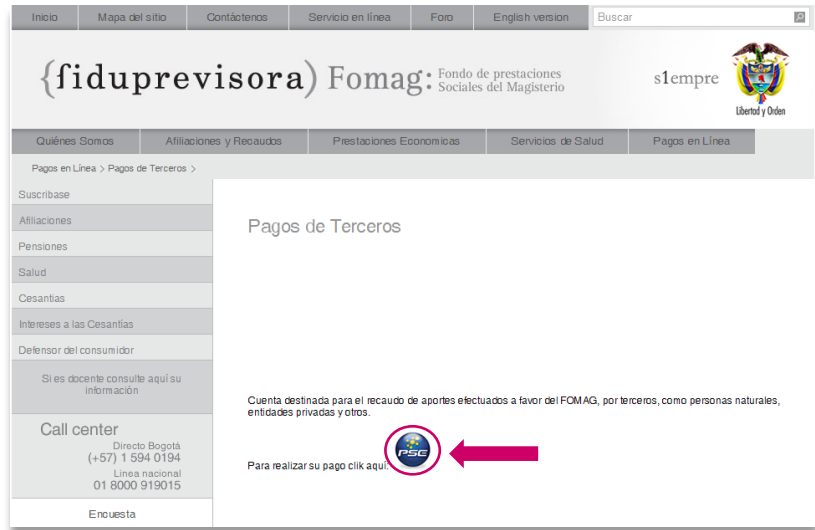 Inicio
Mapa del sitio
Contáctenos
Servicio en línea
Foro
English version
Buscar
{fiduprevisora) Fomag: Fondo de prestaciones
Sociales del Magisterio
s1empre
Libertad y Orden
Quiénes Somos
Afiliaciones y Recaudos
Prestaciones Economicas
Servicios de Salud
Pagos en Línea
Pagos en Línea > Pagos de Terceros >
Suscribase
Afiliaciones
Pensiones
Salud
Cesantias
Intereses a las Cesantías
Defensor del consumidor
Si es docente consulte aquí su
información
Call center
Directo Bogotá
(+57) 1 594 0194
Linea nacional
01 8000 919015
Encuesta
Pagos de Terceros
Cuenta destinada para el recaudo de aportes efectuados a favor del FOMAG, por terceros, como personas naturales,
entidades privadas y otros.
Para realizar su pago clik aquí:
PSE